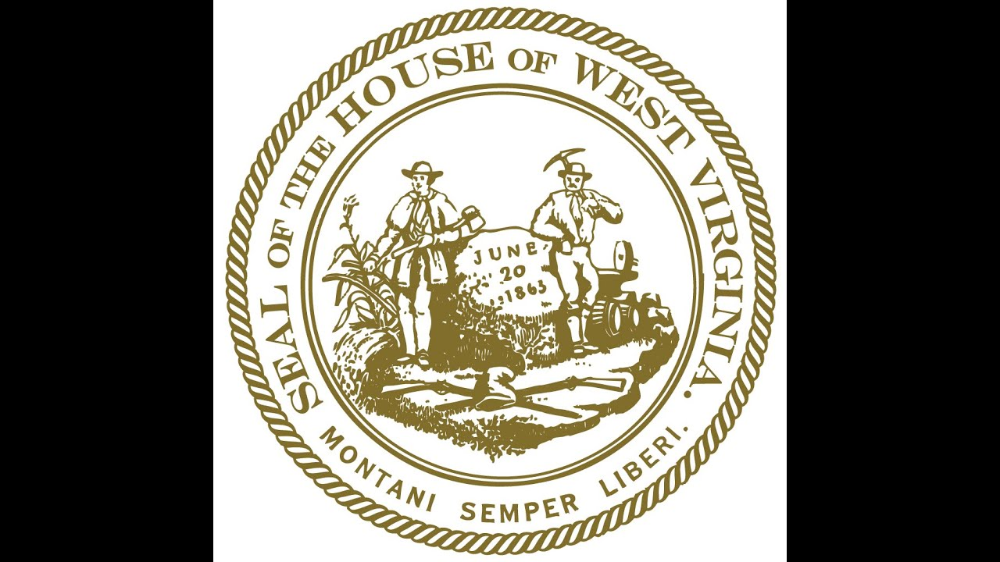 SEAL OF THE HOUSE OF WEST VIRGINIA.
JUNE
20
1863
MONTANI SEMPER LIBERI.